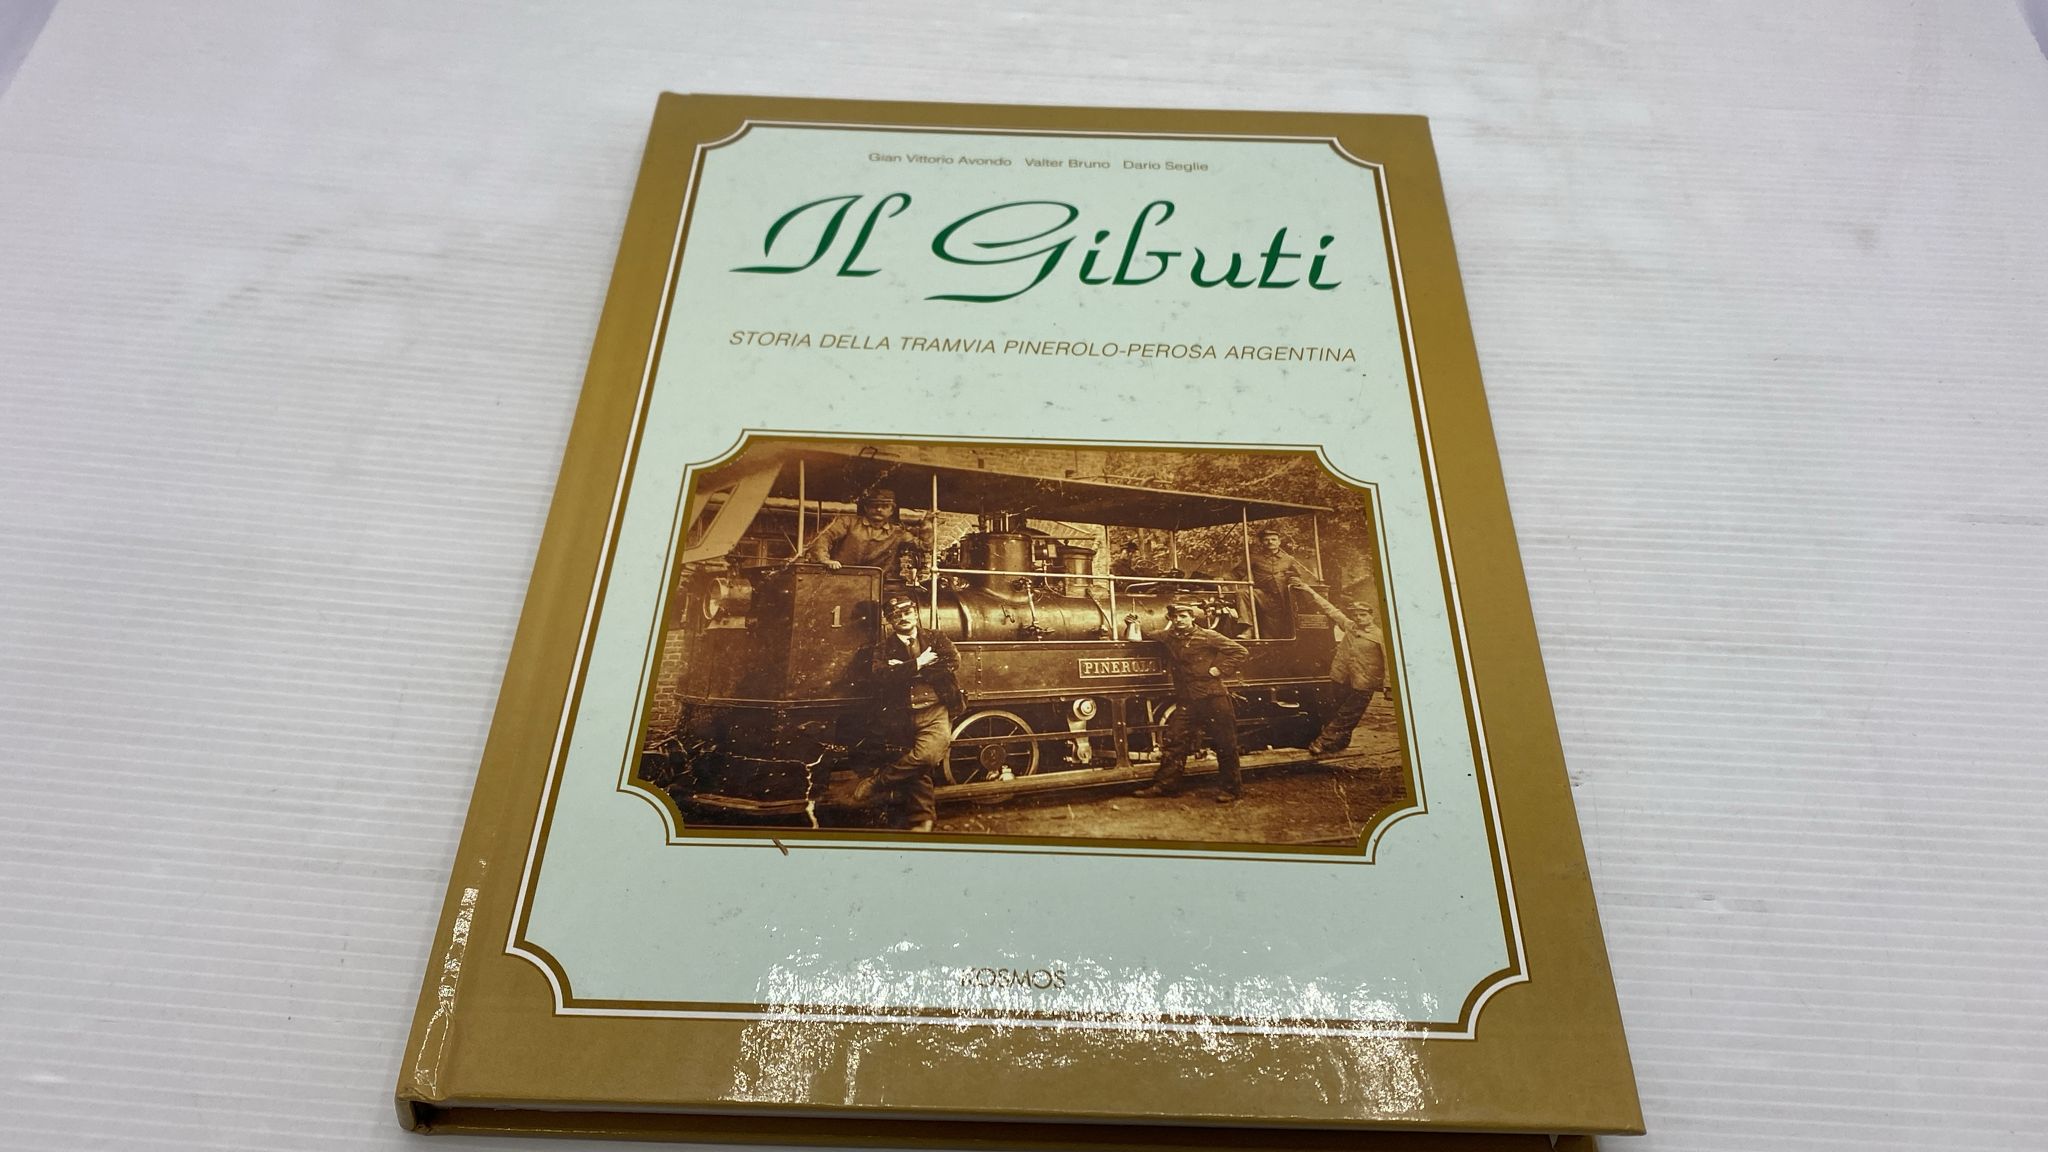 Gian Vittorio Avondo Valter Bruno Dario Seglie
Il Gibuti
STORIA DELLA TRAMVIA PINEROLO-PEROSA ARGENTINA
1
PINEROLO
KOSMOS